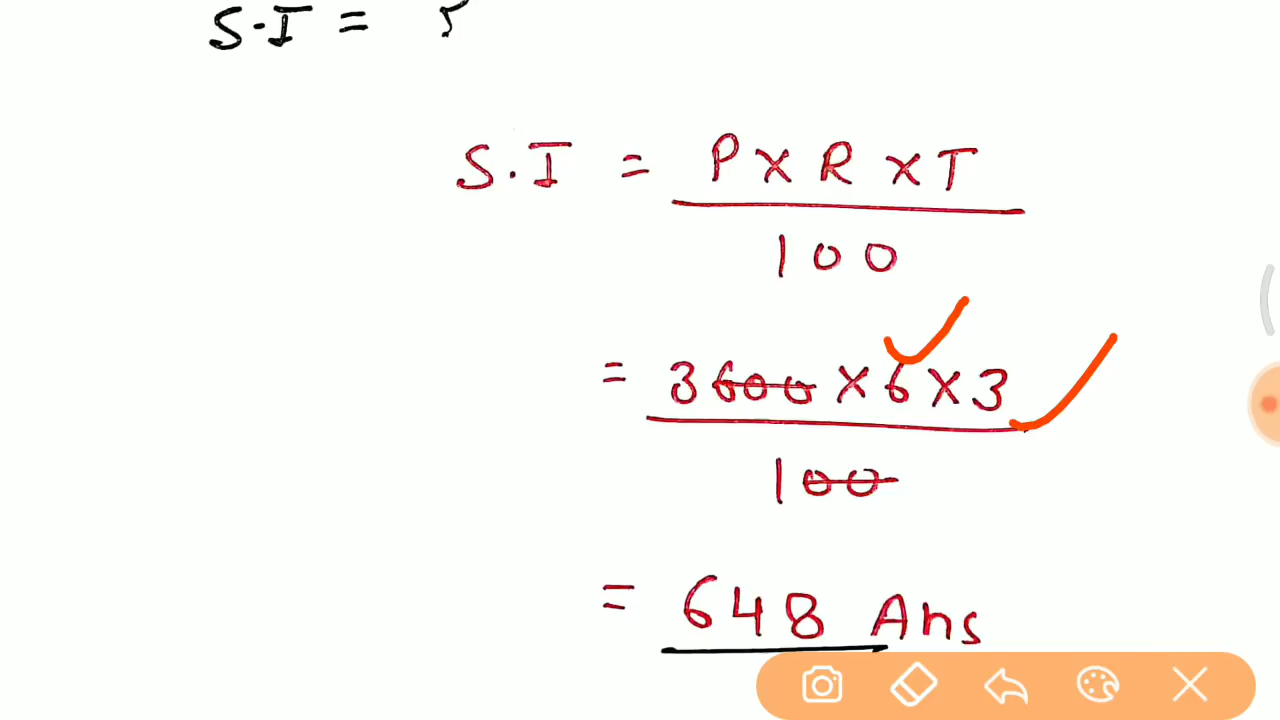 S.I =
S.I = P x R x T
100
= 3600 x 6 x 3
100
= 648 Ans